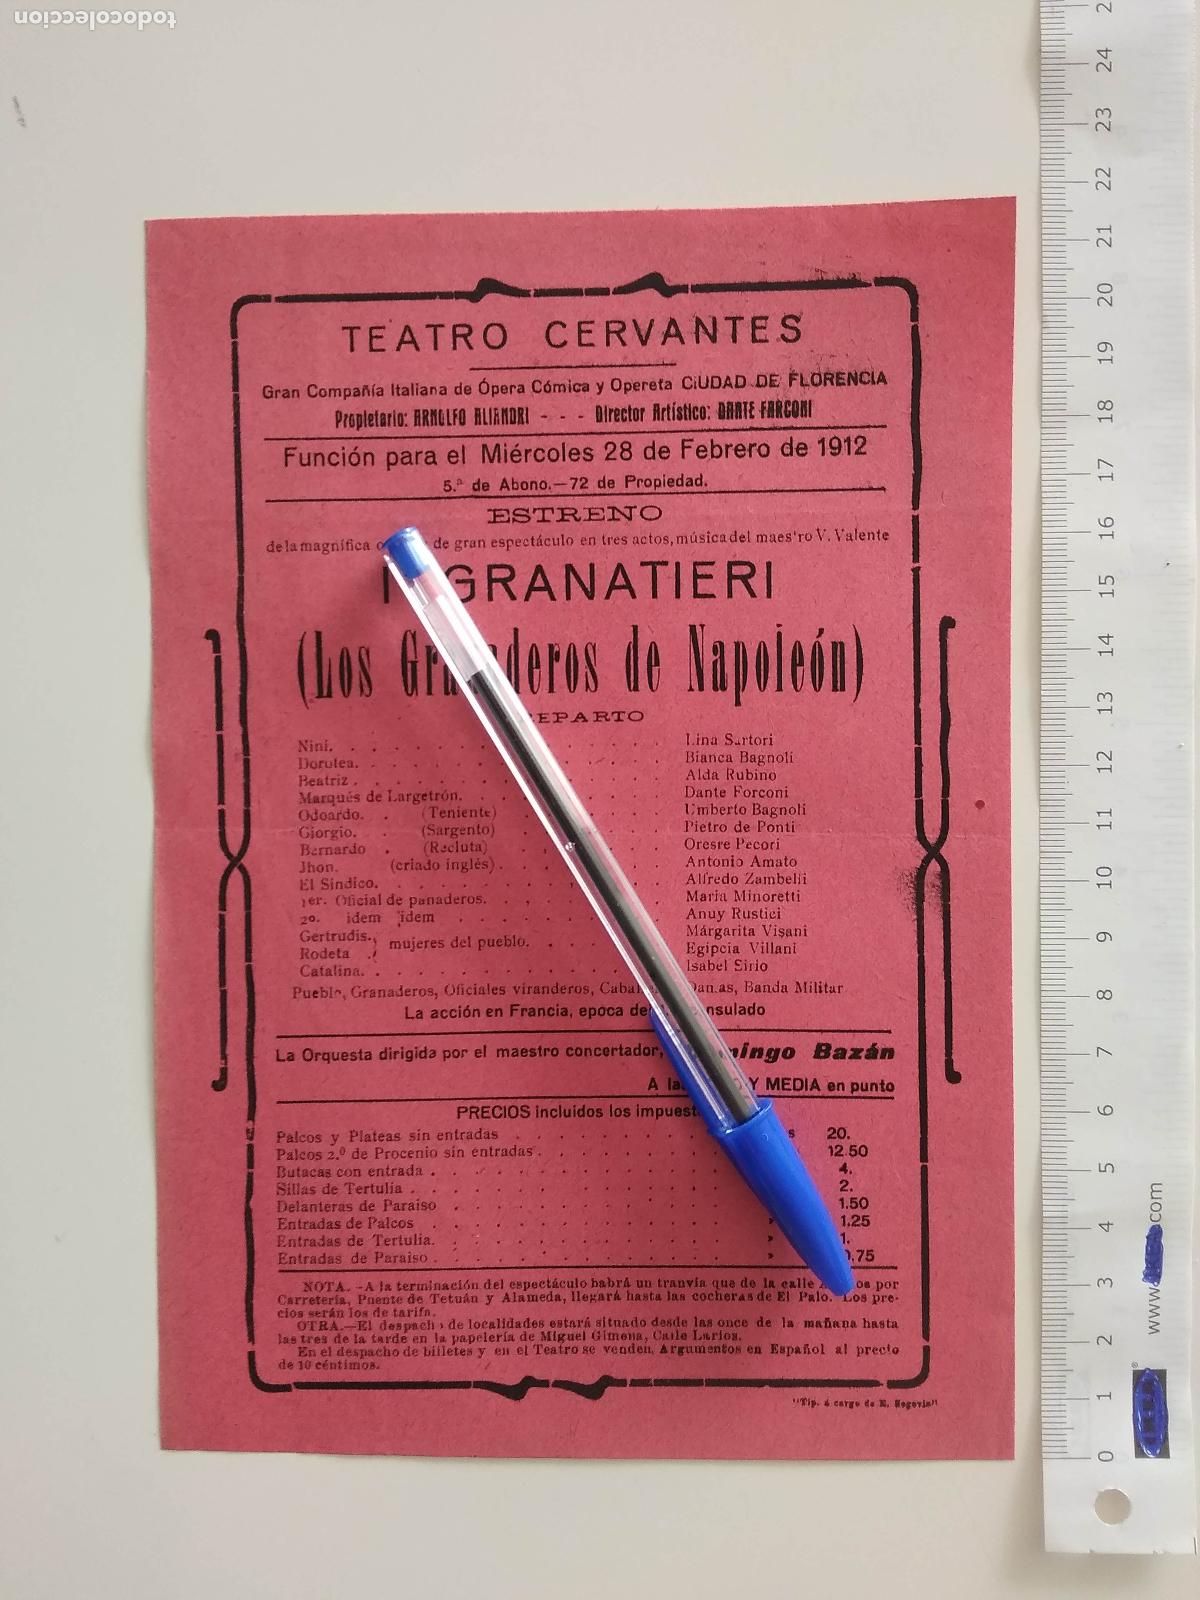 todocoleccion
TEATRO CERVANTES
Gran Compañía Italiana de Ópera Cómica y Opereta CIUDAD DE FLORENCIA
Propietario: ARNOLFO ALIANDRI - - - Director Artístico: DANTE FARCONI
Función para el Miércoles 28 de Febrero de 1912
5.ª de Abono.—72 de Propiedad.
ESTRENO
de la magnífica de gran espectáculo en tres actos, música del maestro V. Valente
I GRANATIERI
(Los Granaderos de Napoleón)
REPARTO
Nini. Lina Sartori
Dorotea. Bianca Bagnoli
Beatriz. Alda Rubino
Marqués de Largetrón. Dante Forconi
Odoardo. (Teniente) Umberto Bagnoli
Giorgio. (Sargento) Pietro de Ponti
Bernardo. (Recluta) Oresre Pecori
Jhon. (criado inglés). Antonio Amato
El Síndico. Alfredo Zambelli
1er. Oficial de panaderos. Maria Minoretti
2º. idem idem Anuy Rustici
Gertrudis., mujeres del pueblo. Márgarita Visani
Rodeta Egipcia Villani
Catalina. Isabel Sirio
Pueblo, Granaderos, Oficiales viranderos, Damas, Banda Militar
La acción en Francia, epoca del
La Orquesta dirigida por el maestro concertador, Domingo Bazán
A las Y MEDIA en punto
PRECIOS incluidos los impuestos
Palcos y Plateas sin entradas 20.
Palcos 2.º de Procenio sin entradas. 12.50
Butacas con entrada. 4.
Sillas de Tertulia. 2.
Delanteras de Paraiso 1.50
Entradas de Palcos 1.25
Entradas de Tertulia. » 1.
Entradas de Paraiso. » 0.75
NOTA.—A la terminación del espectáculo habrá un tranvia que de la calle por
Carretería, Puente de Tetuán y Alameda, llegará hasta las cocheras de El Palo. Los pre-
cios serán los de tarifa.
OTRA.—El despacho de localidades estará situado desde las once de la mañana hasta
las tres de la tarde en la papelería de Miguel Gimena, Calle Larios.
En el despacho de billetes y en el Teatro se venden, Argumentos en Español al precio
de 10 céntimos.
"Tip. á cargo de E. Segovia"
24
23
22
21
20
19
18
17
16
15
14
13
12
11
10
9
8
7
6
5
4
3
2
1
0
www. .com